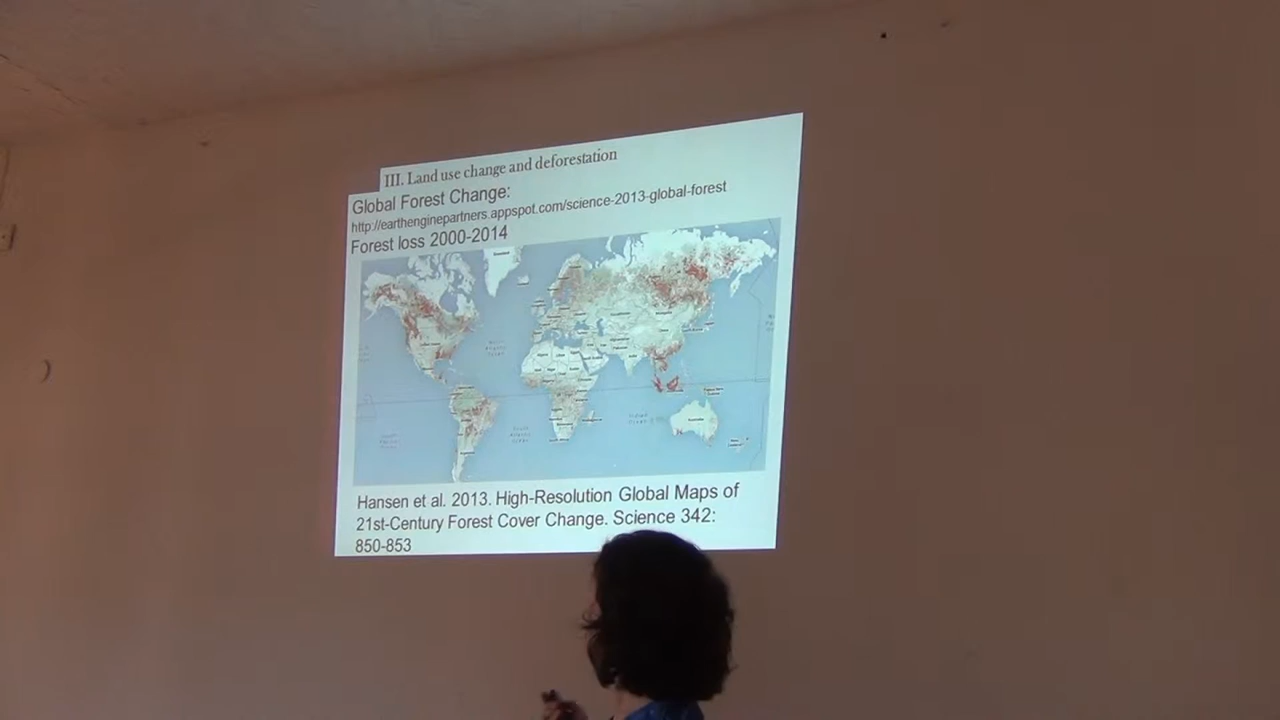 III. Land use change and deforestation
Global Forest Change:
http://earthenginepartners.appspot.com/science-2013-global-forest
Forest loss 2000-2014
Hansen et al. 2013. High-Resolution Global Maps of
21st-Century Forest Cover Change. Science 342:
850-853